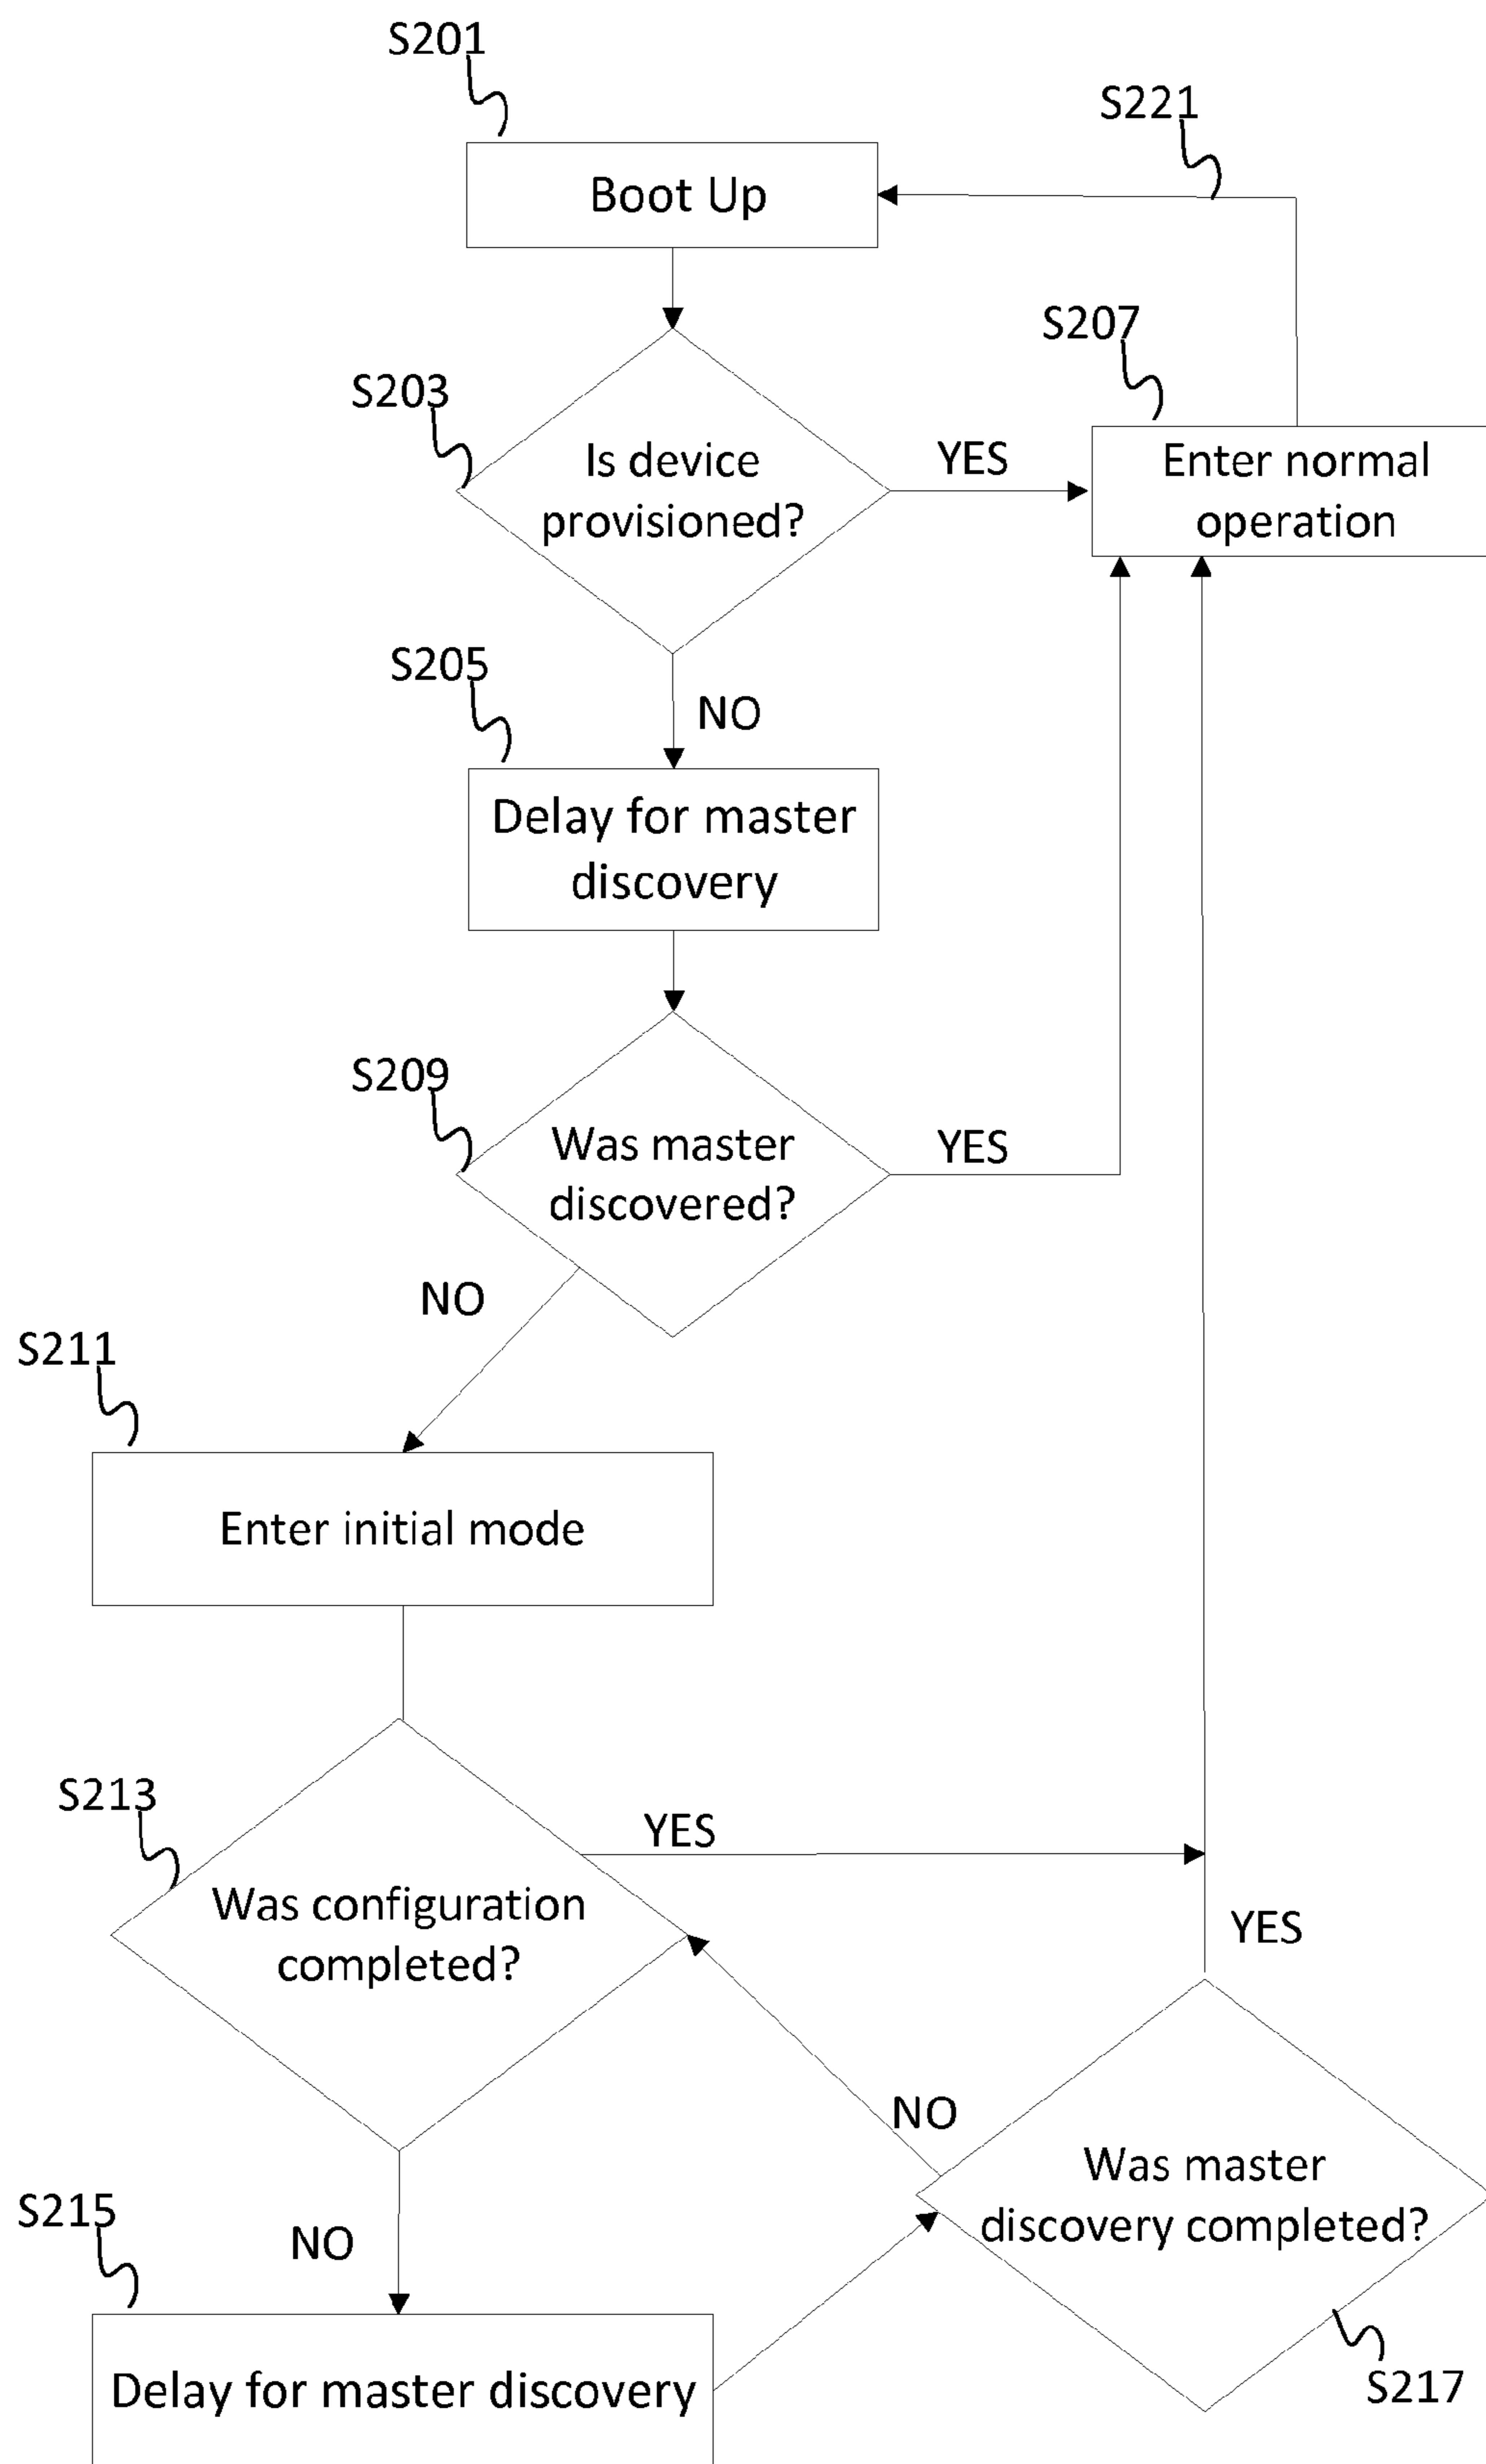 S201
S221
Boot Up
S207
S203
Is device
provisioned?
YES
Enter normal
operation
S205
NO
Delay for master
discovery
S209
Was master
discovered?
YES
NO
S211
Enter initial mode
S213
YES
Was configuration
completed?
YES
NO
Was master
discovery completed?
S215
NO
Delay for master discovery
S217